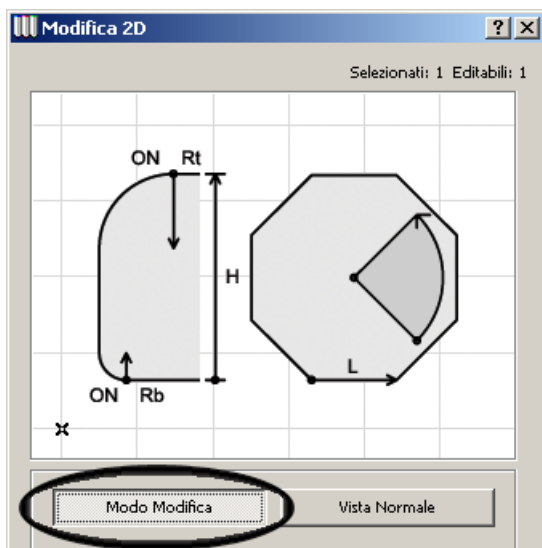 Modifica 2D
Selezionati: 1 Editabili: 1
ON Rt
H
L
ON Rb
Modo Modifica Vista Normale